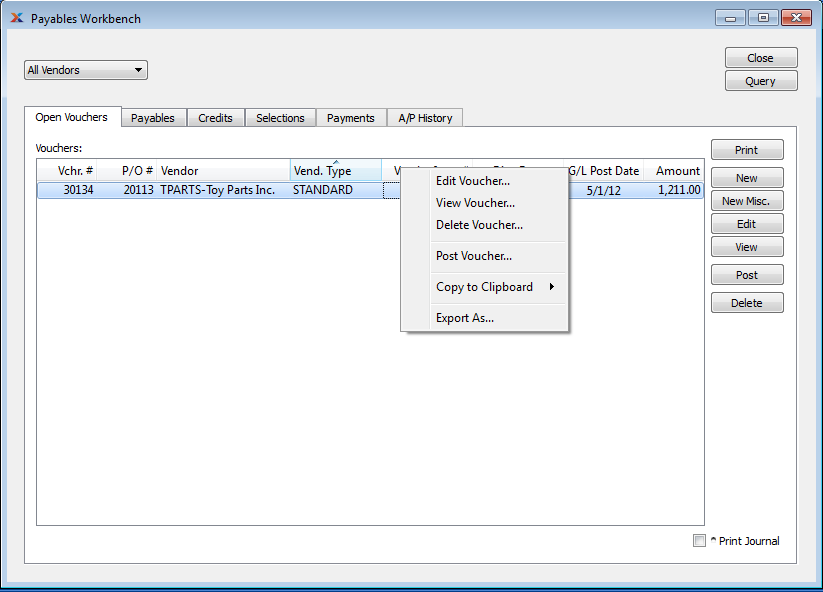 Payables Workbench
All Vendors
Close
Query
Open Vouchers Payables Credits Selections Payments A/P History
Vouchers:
Vchr. # P/O # Vendor Vend. Type G/L Post Date Amount
30134 20113 TPARTS-Toy Parts Inc. STANDARD 5/1/12 1,211.00
Edit Voucher...
View Voucher...
Delete Voucher...
Post Voucher...
Copy to Clipboard
Export As...
Print
New
New Misc.
Edit
View
Post
Delete
^ Print Journal